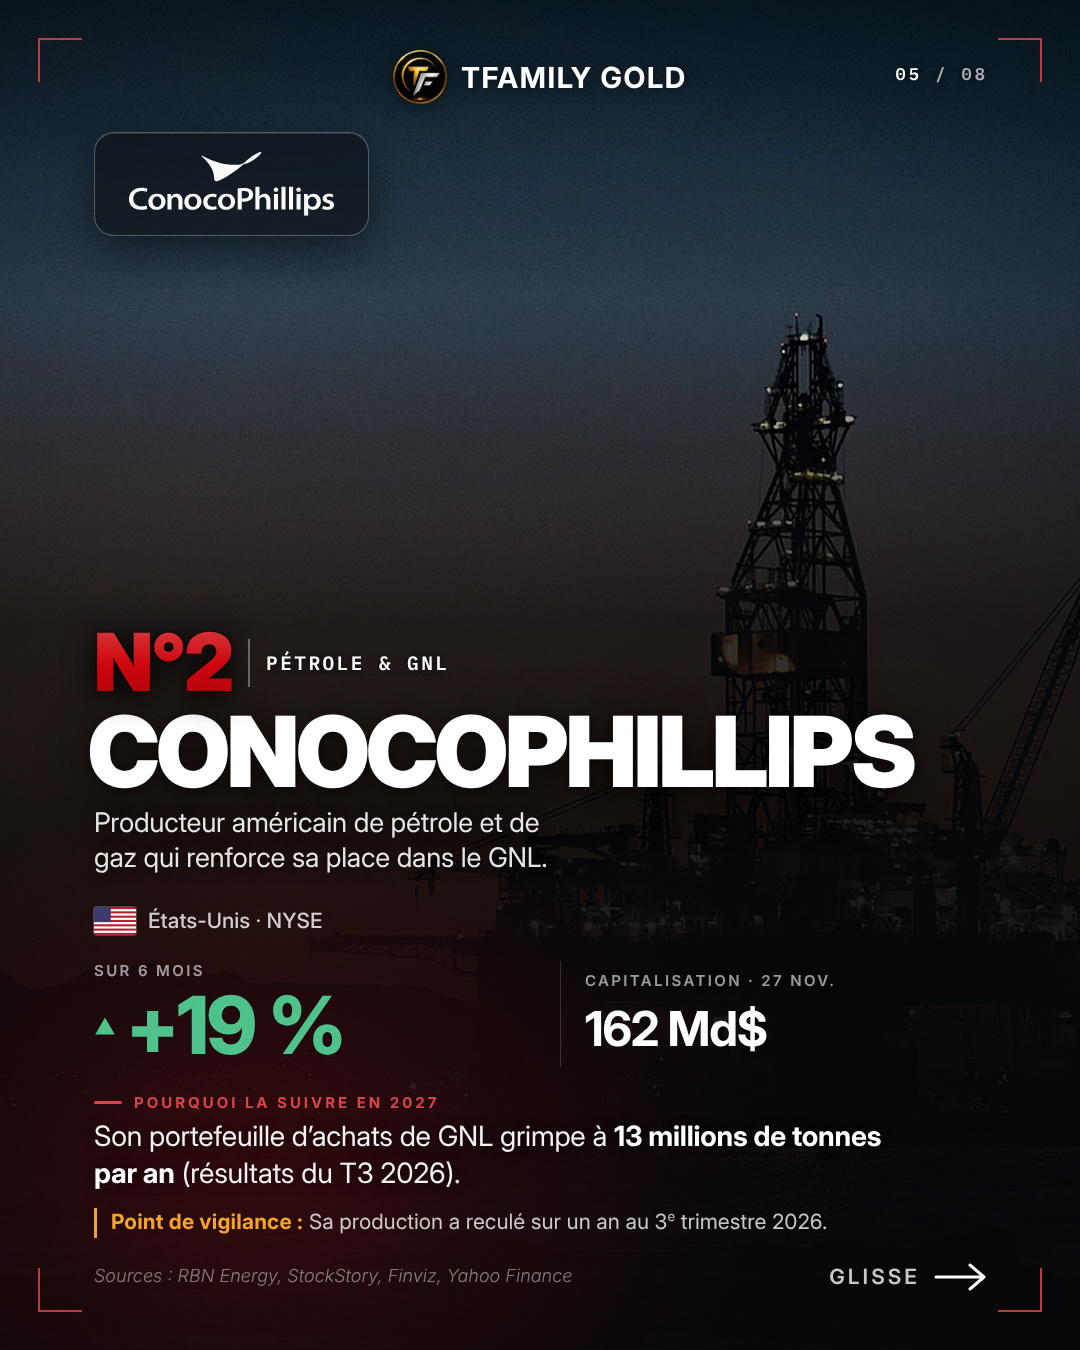 TF TFAMILY GOLD
05 / 08
ConocoPhillips
N°2 PÉTROLE & GNL
CONOCOPHILLIPS
Producteur américain de pétrole et de
gaz qui renforce sa place dans le GNL.
États-Unis · NYSE
SUR 6 MOIS
+19 %
CAPITALISATION · 27 NOV.
162 Md$
POURQUOI LA SUIVRE EN 2027
Son portefeuille d’achats de GNL grimpe à 13 millions de tonnes
par an (résultats du T3 2026).
Point de vigilance : Sa production a reculé sur un an au 3ᵉ trimestre 2026.
Sources : RBN Energy, StockStory, Finviz, Yahoo Finance
GLISSE